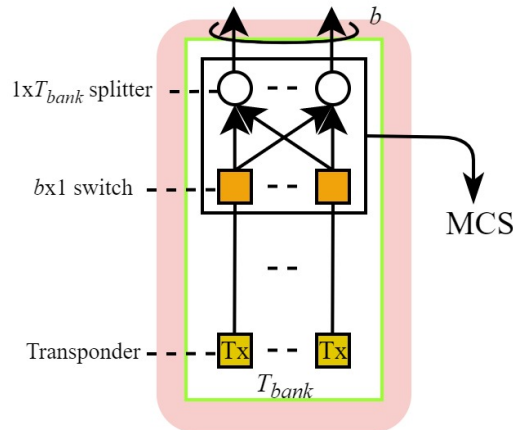 b
1xT_bank splitter
bx1 switch
MCS
Transponder
Tx
Tx
T_bank